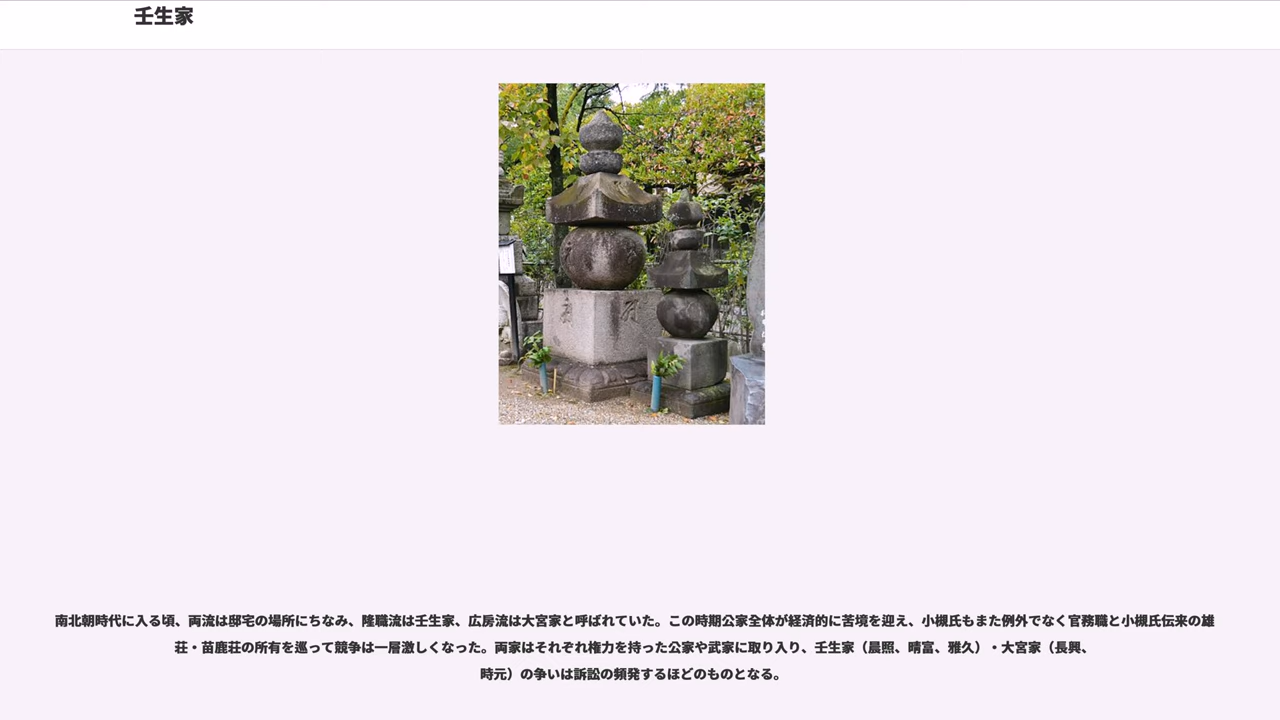 壬生家
南北朝時代に入る頃、両流は邸宅の場所にちなみ、隆職流は壬生家、広房流は大宮家と呼ばれていた。この時期公家全体が経済的に苦境を迎え、小槻氏もまた例外でなく官務職と小槻氏伝来の雄
荘・苗鹿荘の所有を巡って競争は一層激しくなった。両家はそれぞれ権力を持った公家や武家に取り入り、壬生家（晨照、晴富、雅久）・大宮家（長興、
時元）の争いは訴訟の頻発するほどのものとなる。